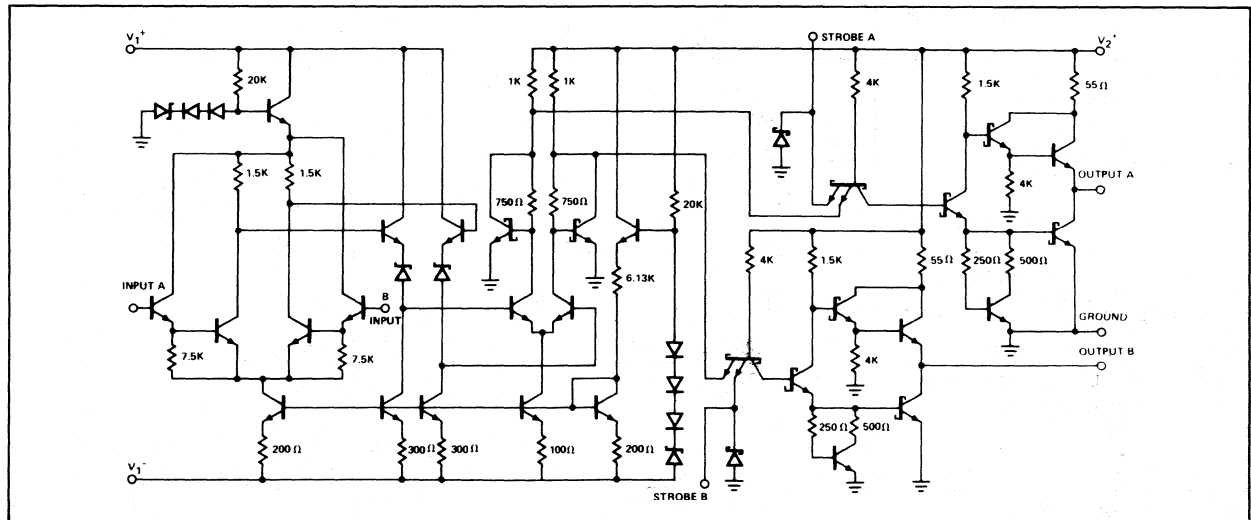 V1+
STROBE A
V2+
20K
1K
1K
4K
1.5K
55Ω
1.5K
1.5K
4K
OUTPUT A
750Ω
750Ω
20K
4K
1.5K
55Ω
250Ω
500Ω
6.13K
INPUT A
B
INPUT
GROUND
7.5K
7.5K
4K
OUTPUT B
250Ω
500Ω
200Ω
300Ω
300Ω
100Ω
200Ω
V1-
STROBE B